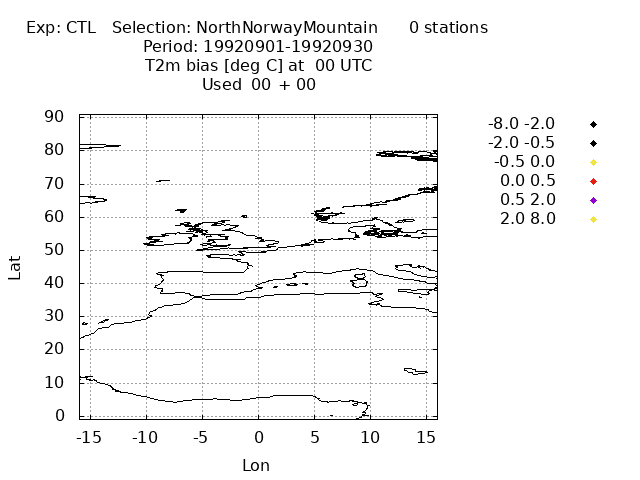 Exp: CTL   Selection: NorthNorwayMountain      0 stations
Period: 19920901-19920930
T2m bias [deg C] at  00 UTC
Used  00  + 00
90
80
70
60
50
40
30
20
10
0
Lat
-15 -10 -5 0 5 10 15
Lon
-8.0 -2.0
-2.0 -0.5
-0.5 0.0
0.0 0.5
0.5 2.0
2.0 8.0